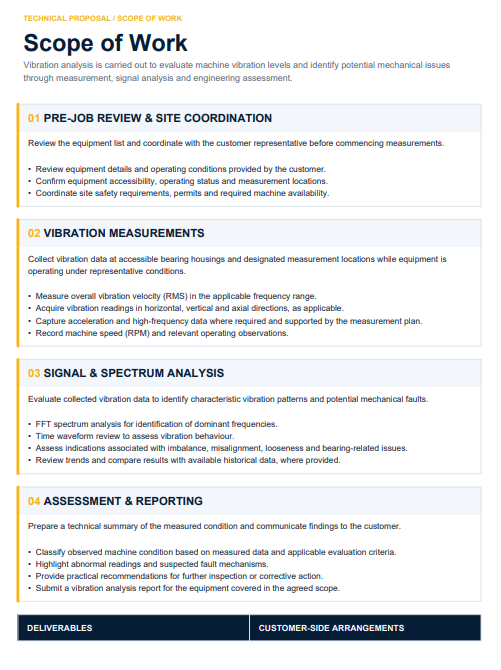 TECHNICAL PROPOSAL / SCOPE OF WORK
Scope of Work
Vibration analysis is carried out to evaluate machine vibration levels and identify potential mechanical issues
through measurement, signal analysis and engineering assessment.
01 PRE-JOB REVIEW & SITE COORDINATION
Review the equipment list and coordinate with the customer representative before commencing measurements.
• Review equipment details and operating conditions provided by the customer.
• Confirm equipment accessibility, operating status and measurement locations.
• Coordinate site safety requirements, permits and required machine availability.
02 VIBRATION MEASUREMENTS
Collect vibration data at accessible bearing housings and designated measurement locations while equipment is
operating under representative conditions.
• Measure overall vibration velocity (RMS) in the applicable frequency range.
• Acquire vibration readings in horizontal, vertical and axial directions, as applicable.
• Capture acceleration and high-frequency data where required and supported by the measurement plan.
• Record machine speed (RPM) and relevant operating observations.
03 SIGNAL & SPECTRUM ANALYSIS
Evaluate collected vibration data to identify characteristic vibration patterns and potential mechanical faults.
• FFT spectrum analysis for identification of dominant frequencies.
• Time waveform review to assess vibration behaviour.
• Assess indications associated with imbalance, misalignment, looseness and bearing-related issues.
• Review trends and compare results with available historical data, where provided.
04 ASSESSMENT & REPORTING
Prepare a technical summary of the measured condition and communicate findings to the customer.
• Classify observed machine condition based on measured data and applicable evaluation criteria.
• Highlight abnormal readings and suspected fault mechanisms.
• Provide practical recommendations for further inspection or corrective action.
• Submit a vibration analysis report for the equipment covered in the agreed scope.
DELIVERABLES
CUSTOMER-SIDE ARRANGEMENTS